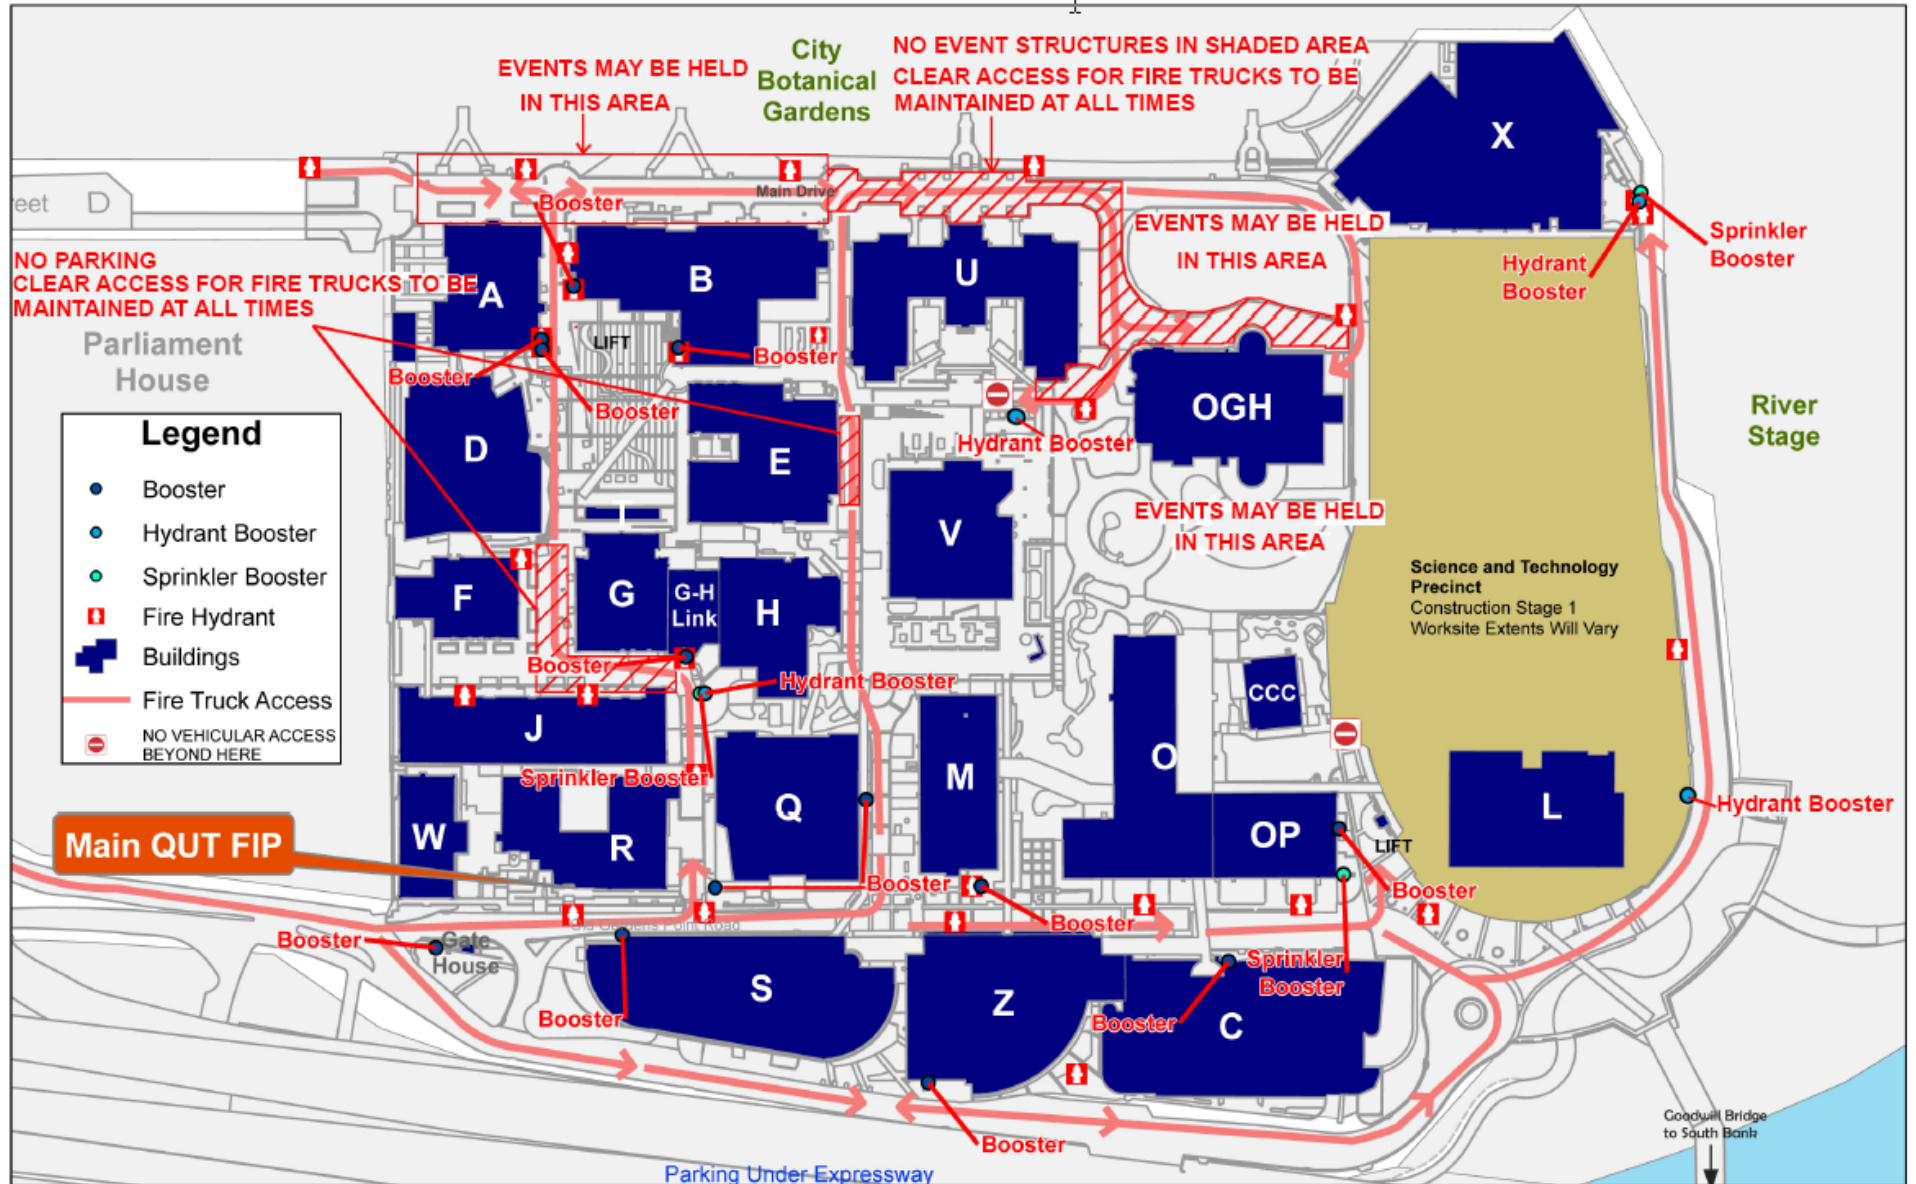 City
Botanical
Gardens
EVENTS MAY BE HELD
IN THIS AREA
NO EVENT STRUCTURES IN SHADED AREA
CLEAR ACCESS FOR FIRE TRUCKS TO BE
MAINTAINED AT ALL TIMES
X
reet
D
Main Drive
Booster
EVENTS MAY BE HELD
IN THIS AREA
Sprinkler
Booster
Hydrant
Booster
NO PARKING
CLEAR ACCESS FOR FIRE TRUCKS TO BE
MAINTAINED AT ALL TIMES
A
B
U
Parliament
House
LIFT
Booster
Booster
Booster
OGH
River
Stage
Hydrant Booster
Legend
Booster
Hydrant Booster
Sprinkler Booster
Fire Hydrant
Buildings
Fire Truck Access
NO VEHICULAR ACCESS
BEYOND HERE
D
E
T
V
EVENTS MAY BE HELD
IN THIS AREA
Science and Technology
Precinct
Construction Stage 1
Worksite Extents Will Vary
F
G
G-H
Link
H
Booster
Hydrant Booster
CCC
J
Sprinkler Booster
Q
M
O
L
Hydrant Booster
Main QUT FIP
W
R
OP
LIFT
Booster
Booster
Booster
Old Gardens Point Road
Booster
Gate
House
S
Z
Sprinkler
Booster
Booster
Booster
C
Booster
Goodwill Bridge
to South Bank
Parking Under Expressway